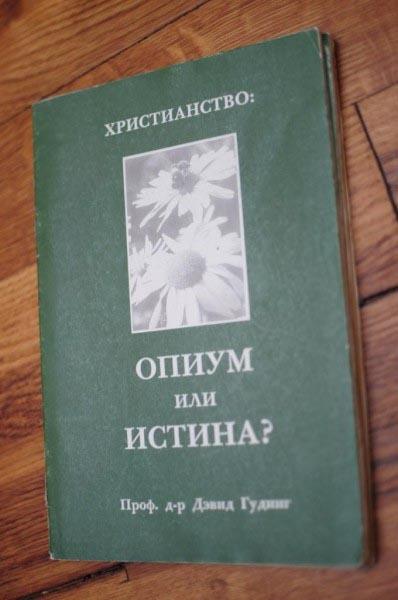 ХРИСТИАНСТВО:
ОПИУМ
ИЛИ
ИСТИНА?
Проф. д-р Дэвид Гудинг